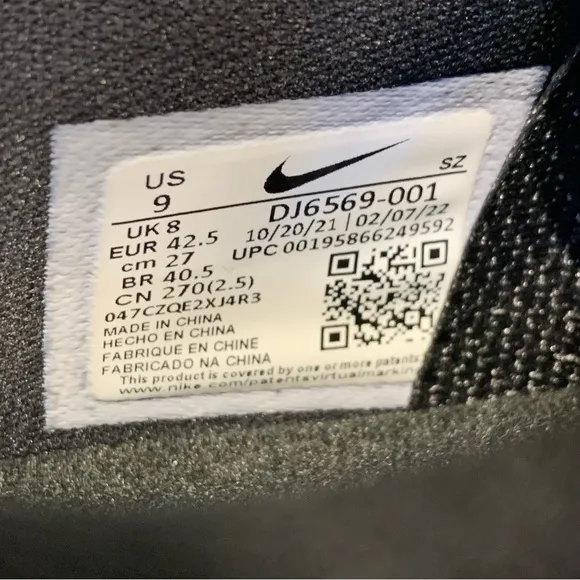 US
9
SZ
UK 8
DJ6569-001
EUR 42.5
10/20/21 | 02/07/22
cm 27
UPC 00195866249592
BR 40.5
CN 270(2.5)
047CZQE2XJ4R3
MADE IN CHINA
HECHO EN CHINA
FABRIQUE EN CHINE
FABRICADO NA CHINA
This product is covered by one or more patents.
www.nike.com/patentsvirtualmarkin